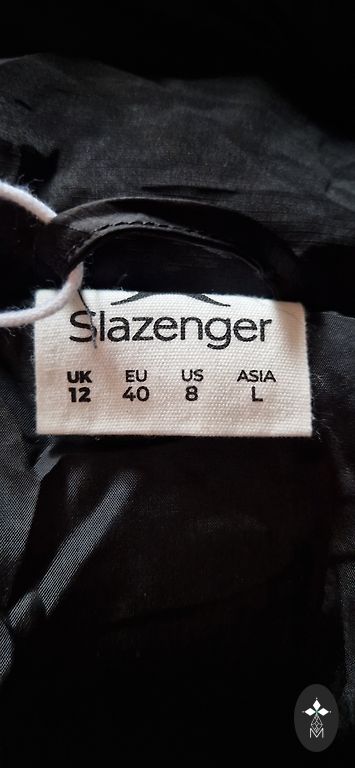 Slazenger
UK EU US ASIA
12 40 8 L
M